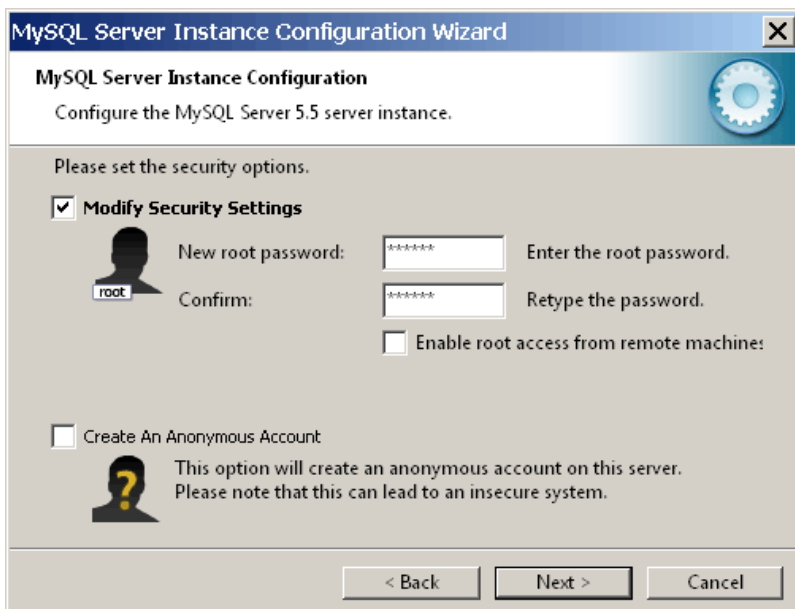 MySQL Server Instance Configuration Wizard
MySQL Server Instance Configuration
Configure the MySQL Server 5.5 server instance.
Please set the security options.
Modify Security Settings
root
New root password: ****** Enter the root password.
Confirm: ****** Retype the password.
Enable root access from remote machines
Create An Anonymous Account
?
This option will create an anonymous account on this server.
Please note that this can lead to an insecure system.
< Back Next > Cancel